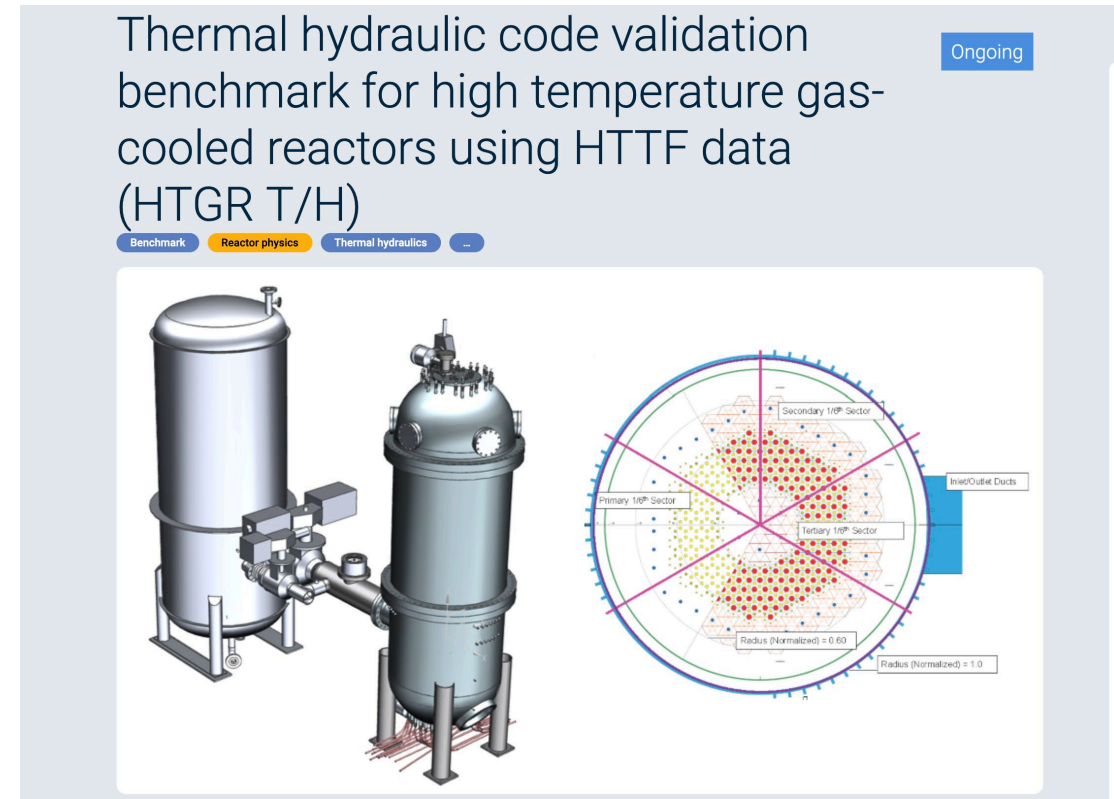 Thermal hydraulic code validation
benchmark for high temperature gas-
cooled reactors using HTTF data
(HTGR T/H)
Ongoing
Benchmark
Reactor physics
Thermal hydraulics
...
Secondary 1/6th Sector
Inlet/Outlet Ducts
Primary 1/6th Sector
Tertiary 1/6th Sector
Radius (Normalized) = 0.60
Radius (Normalized) = 1.0